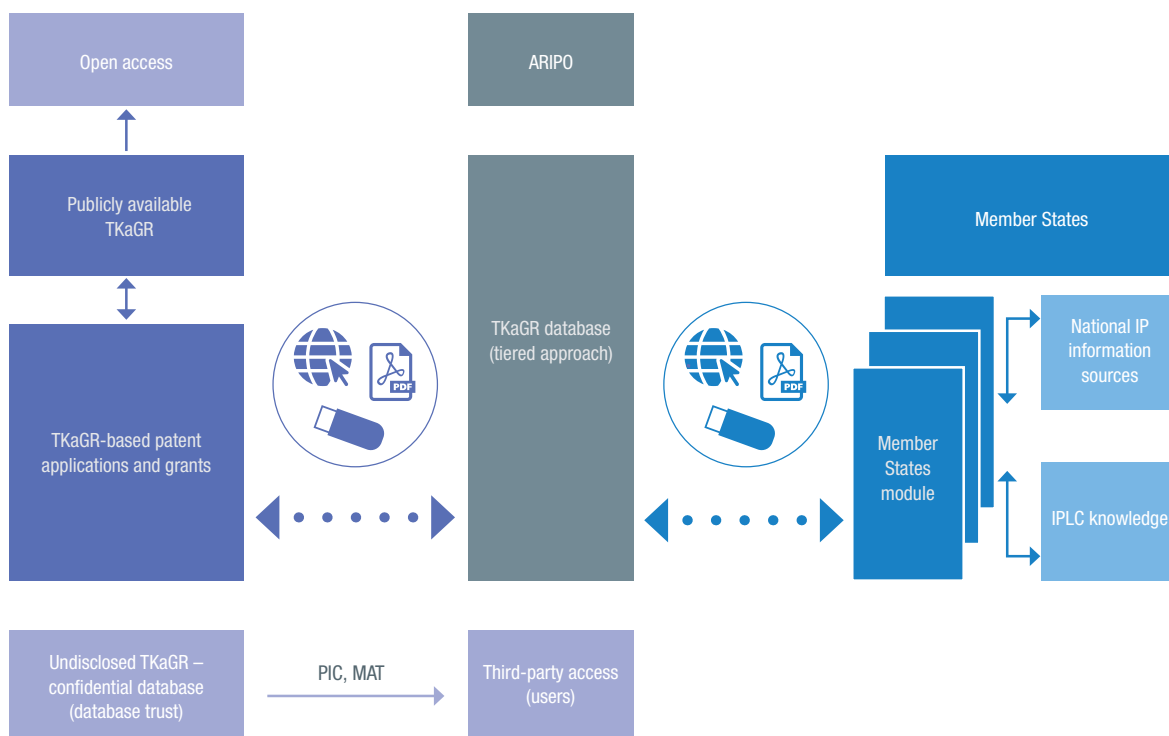 Open access
ARIPO
Publicly available
TKaGR
Member States
TKaGR-based patent
applications and grants
PDF
TKaGR database
(tiered approach)
PDF
Member
States
module
National IP
information
sources
IPLC knowledge
Undisclosed TKaGR –
confidential database
(database trust)
PIC, MAT
Third-party access
(users)